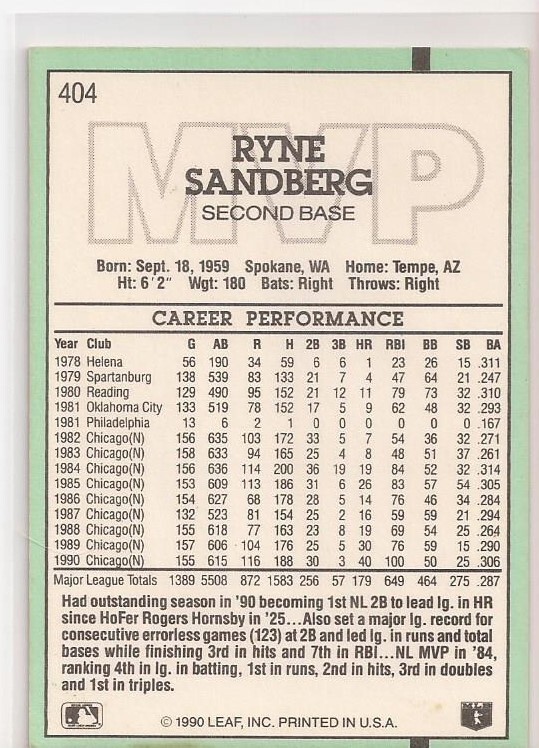 404
MVP
RYNE
SANDBERG
SECOND BASE
Born: Sept. 18, 1959 Spokane, WA Home: Tempe, AZ
Ht: 6'2" Wgt: 180 Bats: Right Throws: Right
CAREER PERFORMANCE
Year Club G AB R H 2B 3B HR RBI BB SB BA
1978 Helena 56 190 34 59 6 6 1 23 26 15 .311
1979 Spartanburg 138 539 83 133 21 7 4 47 64 21 .247
1980 Reading 129 490 95 152 21 12 11 79 73 32 .310
1981 Oklahoma City 133 519 78 152 17 5 9 62 48 32 .293
1981 Philadelphia 13 6 2 1 0 0 0 0 0 0 .167
1982 Chicago(N) 156 635 103 172 33 5 7 54 36 32 .271
1983 Chicago(N) 158 633 94 165 25 4 8 48 51 37 .261
1984 Chicago(N) 156 636 114 200 36 19 19 84 52 32 .314
1985 Chicago(N) 153 609 113 186 31 6 26 83 57 54 .305
1986 Chicago(N) 154 627 68 178 28 5 14 76 46 34 .284
1987 Chicago(N) 132 523 81 154 25 2 16 59 59 21 .294
1988 Chicago(N) 155 618 77 163 23 8 19 69 54 25 .264
1989 Chicago(N) 157 606 104 176 25 5 30 76 59 15 .290
1990 Chicago(N) 155 615 116 188 30 3 40 100 50 25 .306
Major League Totals 1389 5508 872 1583 256 57 179 649 464 275 .287
Had outstanding season in '90 becoming 1st NL 2B to lead lg. in HR
since HoFer Rogers Hornsby in '25...Also set a major lg. record for
consecutive errorless games (123) at 2B and led lg. in runs and total
bases while finishing 3rd in hits and 7th in RBI...NL MVP in '84,
ranking 4th in lg. in batting, 1st in runs, 2nd in hits, 3rd in doubles
and 1st in triples.
© 1990 LEAF, INC. PRINTED IN U.S.A.